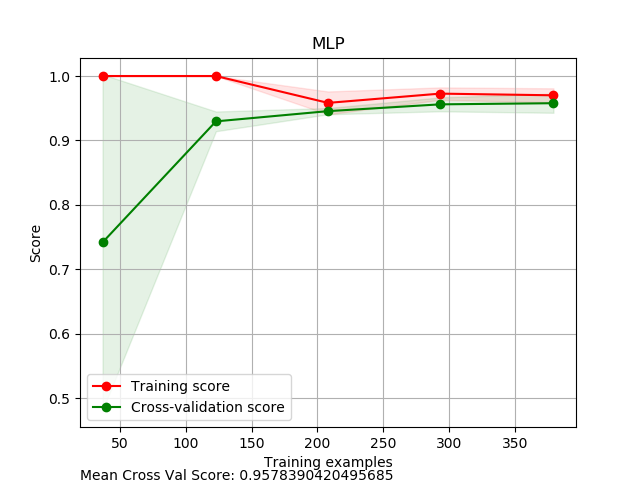 MLP
1.0
0.9
0.8
0.7
0.6
0.5
Score
Training score
Cross-validation score
50 100 150 200 250 300 350
Training examples
Mean Cross Val Score: 0.9578390420495685